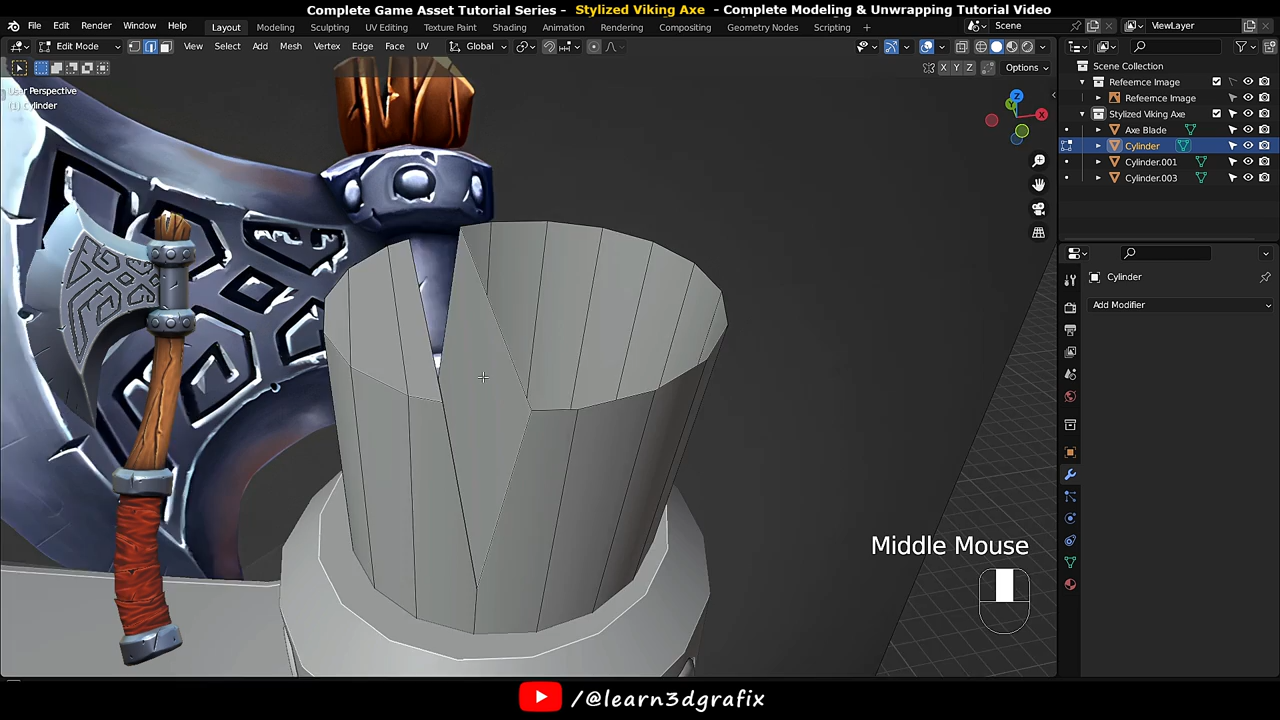 Complete Game Asset Tutorial Series - Stylized Viking Axe - Complete Modeling & Unwrapping Tutorial Video
File Edit Render Window Help Layout Modeling Sculpting UV Editing Texture Paint Shading Animation Rendering Compositing Geometry Nodes Scripting Scene ViewLayer
Edit Mode View Select Add Mesh Vertex Edge Face UV Global
X Y Z Options
Scene Collection
Refeernce Image
Refeernce Image
Stylized Viking Axe
Axe Blade
Cylinder
Cylinder.001
Cylinder.003
User Perspective
(1) Cylinder
Z
Y
X
Cylinder
Add Modifier
Middle Mouse
/@learn3dgrafix